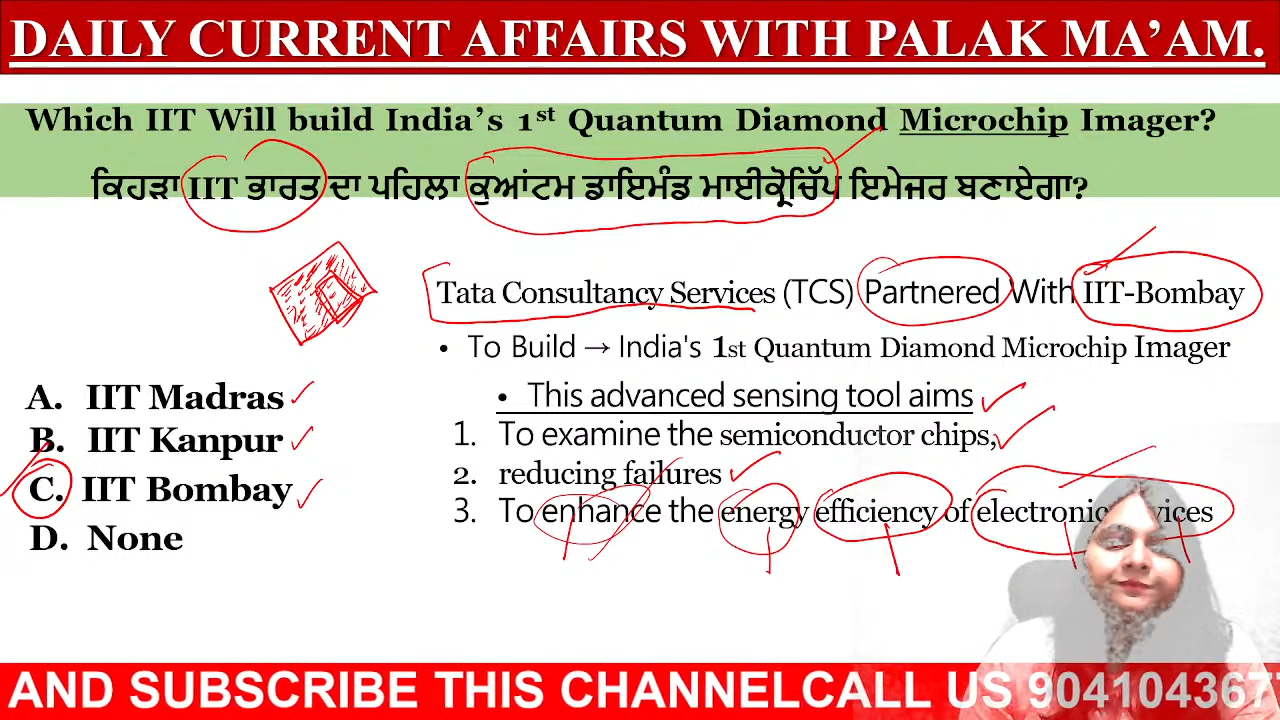 DAILY CURRENT AFFAIRS WITH PALAK MA’AM.
Which IIT Will build India’s 1st Quantum Diamond Microchip Imager?
ਕਿਹੜਾ IIT ਭਾਰਤ ਦਾ ਪਹਿਲਾ ਕੁਆਂਟਮ ਡਾਇਮੰਡ ਮਾਈਕ੍ਰੋਚਿੱਪ ਇਮੇਜਰ ਬਣਾਏਗਾ?
Tata Consultancy Services (TCS) Partnered With IIT-Bombay
• To Build → India's 1st Quantum Diamond Microchip Imager
• This advanced sensing tool aims
1. To examine the semiconductor chips,
2. reducing failures
3. To enhance the energy efficiency of electronic devices
A. IIT Madras
B. IIT Kanpur
C. IIT Bombay
D. None
AND SUBSCRIBE THIS CHANNELCALL US 904104367